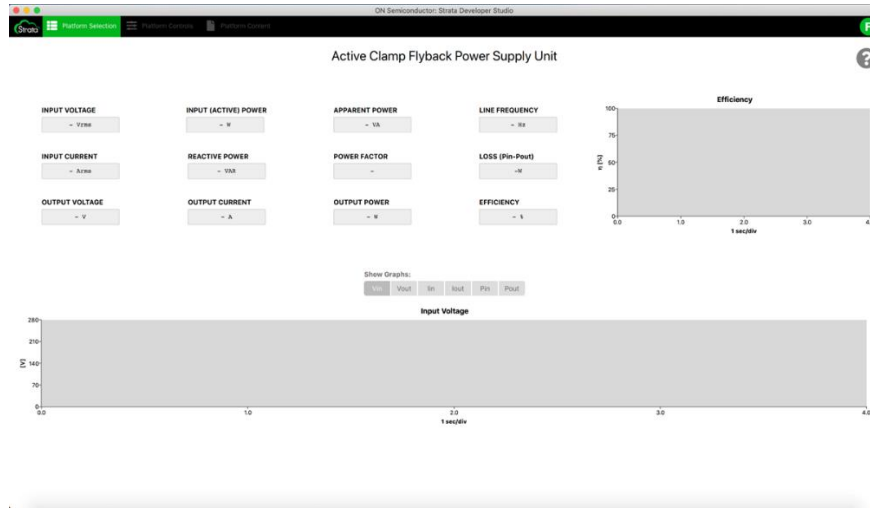 ON Semiconductor: Strata Developer Studio
Strata Platform Selection Platform Controls Platform Content
Active Clamp Flyback Power Supply Unit
?
INPUT VOLTAGE INPUT (ACTIVE) POWER APPARENT POWER LINE FREQUENCY
- Vrms - W - VA - Hz
INPUT CURRENT REACTIVE POWER POWER FACTOR LOSS (Pin-Pout)
- Arms - VAR - -W
OUTPUT VOLTAGE OUTPUT CURRENT OUTPUT POWER EFFICIENCY
- V - A - W - %
Efficiency
100
75
50
25
0
η [%]
0.0 1.0 2.0 3.0 4.
1 sec/div
Show Graphs:
Vin Vout Iin Iout Pin Pout
Input Voltage
280
210
140
70
0
[V]
0.0 1.0 2.0 3.0 4.0
1 sec/div